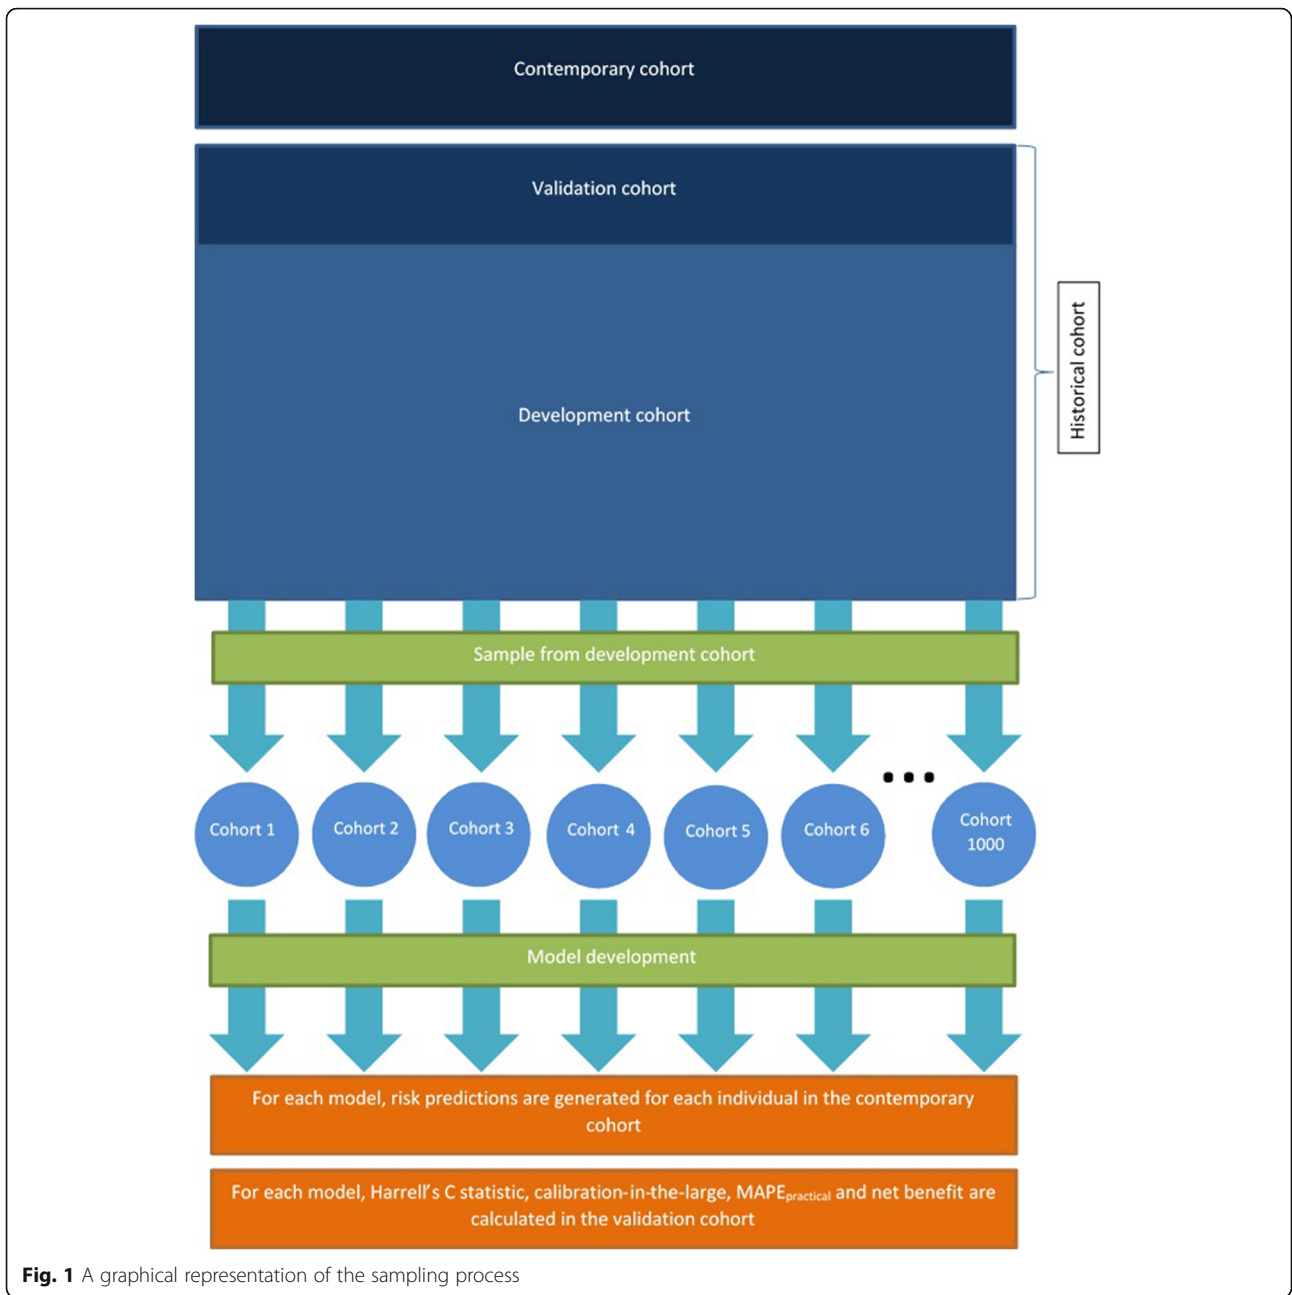 Contemporary cohort
Validation cohort
Development cohort
Historical cohort
Sample from development cohort
Cohort 1
Cohort 2
Cohort 3
Cohort 4
Cohort 5
Cohort 6
...
Cohort
1000
Model development
For each model, risk predictions are generated for each individual in the contemporary
cohort
For each model, Harrell's C statistic, calibration-in-the-large, MAPEpractical and net benefit are
calculated in the validation cohort
Fig. 1 A graphical representation of the sampling process